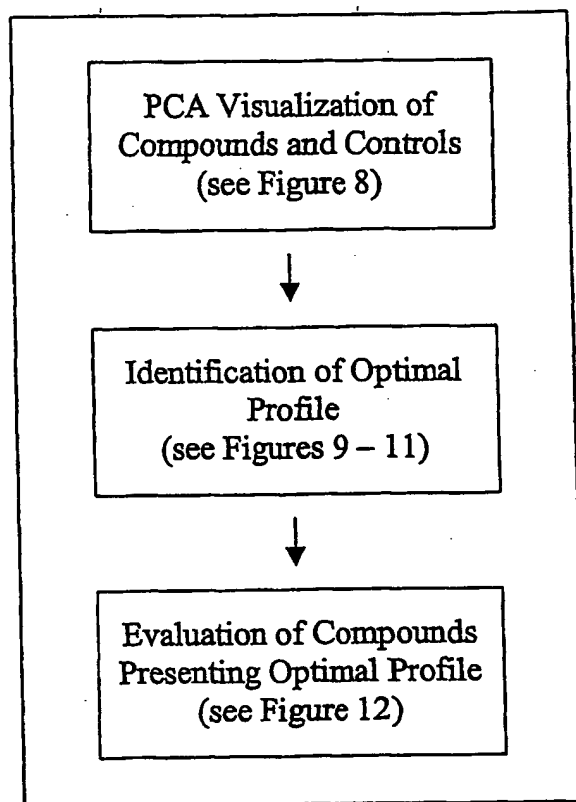 PCA Visualization of
Compounds and Controls
(see Figure 8)
Identification of Optimal
Profile
(see Figures 9 – 11)
Evaluation of Compounds
Presenting Optimal Profile
(see Figure 12)